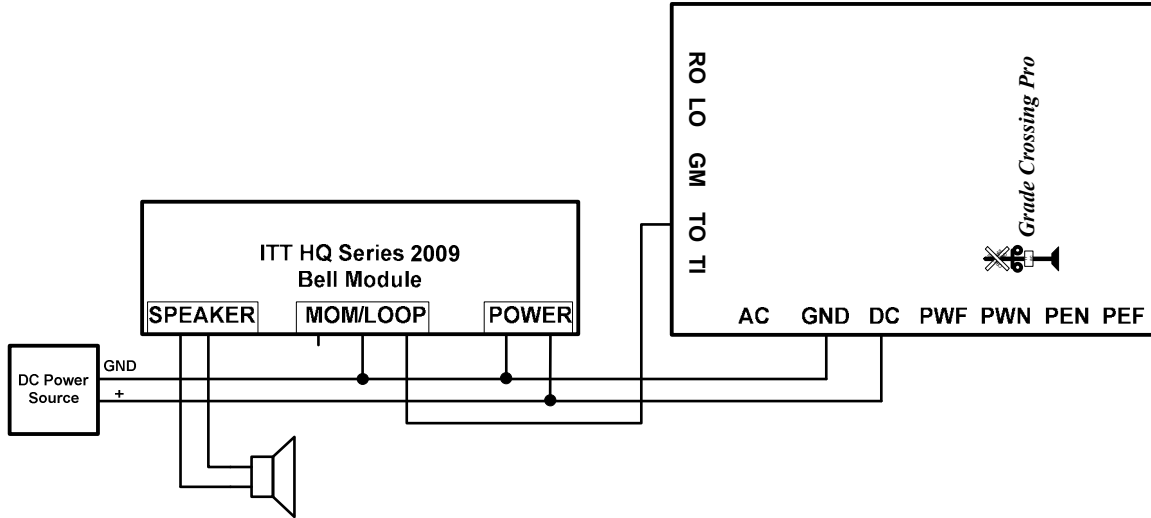 RO LO GM TO TI
Grade Crossing Pro
ITT HQ Series 2009
Bell Module
SPEAKER MOM/LOOP POWER
AC GND DC PWF PWN PEN PEF
GND
DC Power
Source
+